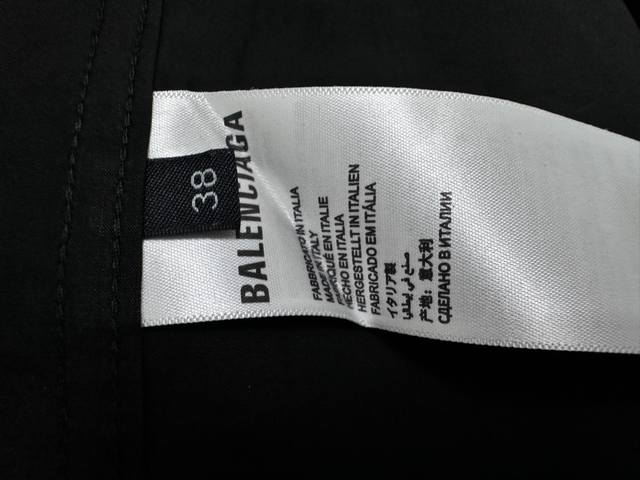 38
BALENCIAGA
FABBRICATO IN ITALIA
MADE IN ITALY
FABRIQUÉ EN ITALIE
HECHO EN ITALIA
HERGESTELLT IN ITALIEN
FABRICADO EM ITÁLIA
イタリア製
صنع في إيطاليا
产地：意大利
СДЕЛАНО В ИТАЛИИ